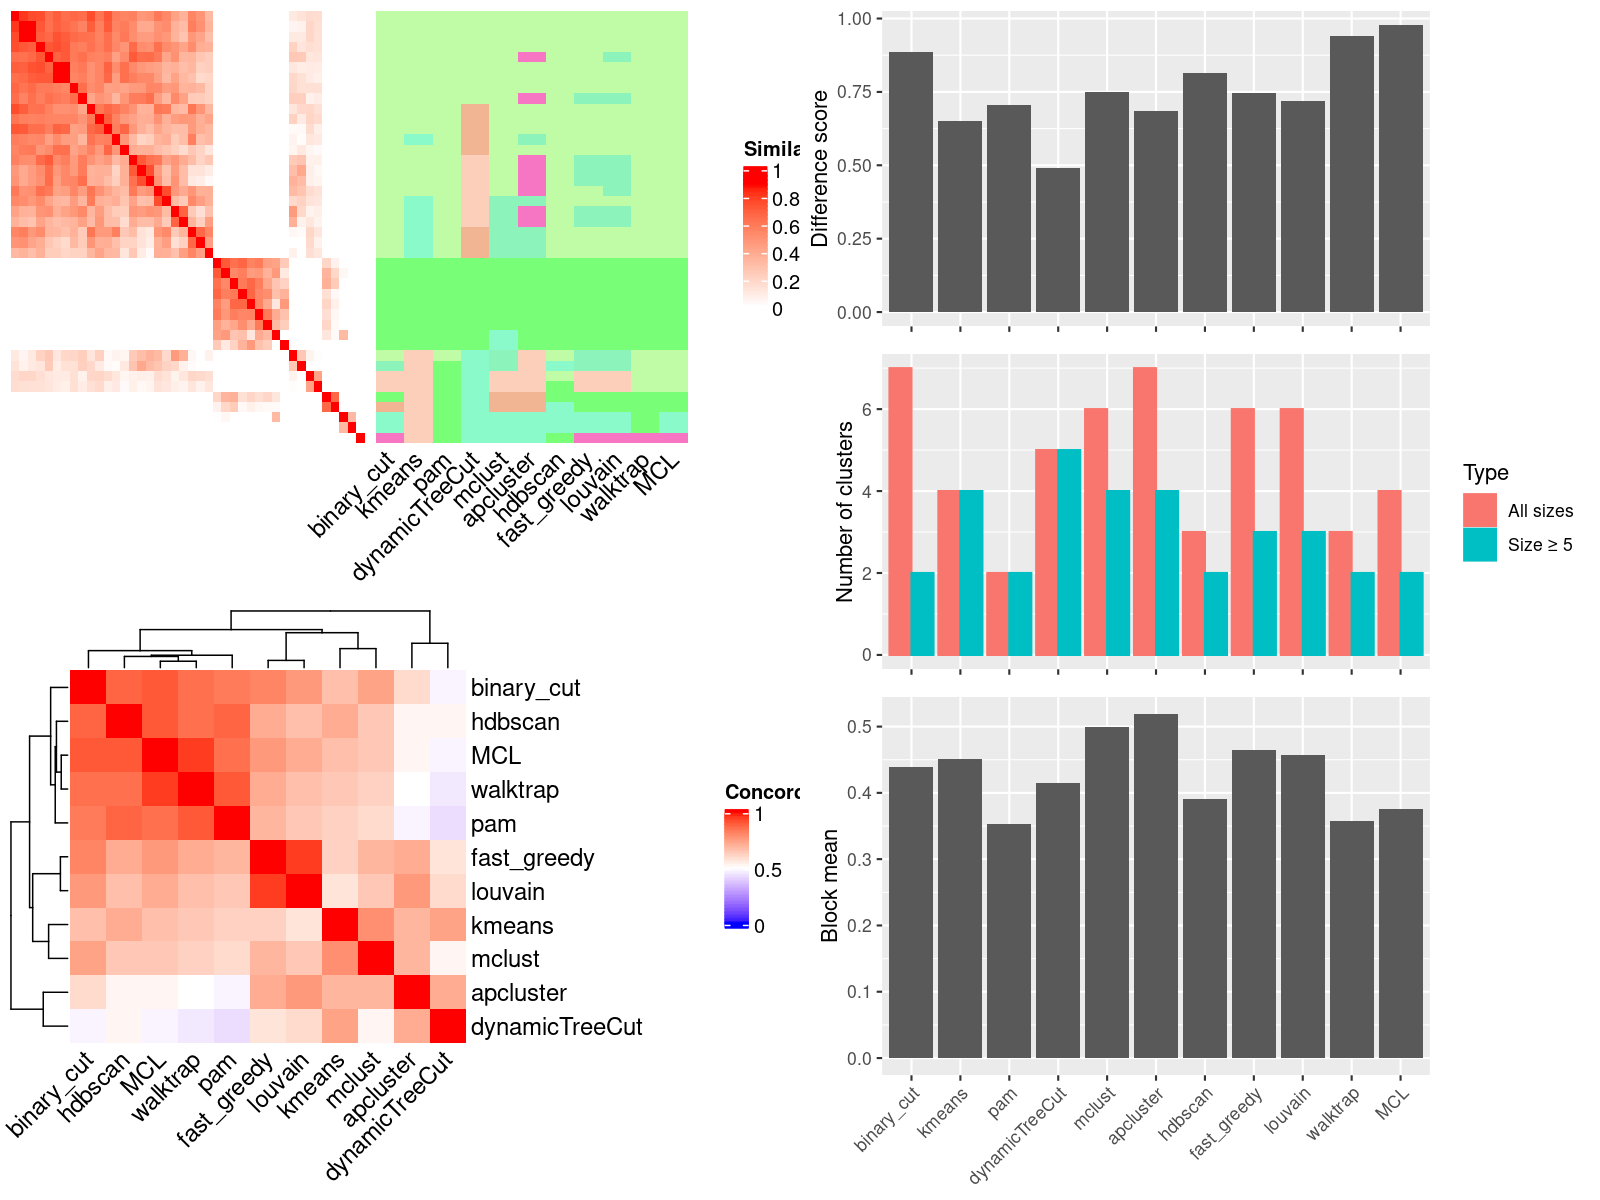 Simila
1
0.8
0.6
0.4
0.2
0
binary_cut
kmeans
pam
dynamicTreeCut
mclust
apcluster
hdbscan
fast_greedy
louvain
walktrap
MCL
binary_cut
hdbscan
MCL
walktrap
pam
fast_greedy
louvain
kmeans
mclust
apcluster
dynamicTreeCut
binary_cut
hdbscan
MCL
walktrap
pam
fast_greedy
louvain
kmeans
mclust
apcluster
dynamicTreeCut
Concord
1
0.5
0
Difference score
1.00
0.75
0.50
0.25
0.00
Number of clusters
6
4
2
0
Type
All sizes
Size ≥ 5
Block mean
0.5
0.4
0.3
0.2
0.1
0.0
binary_cut
kmeans
pam
dynamicTreeCut
mclust
apcluster
hdbscan
fast_greedy
louvain
walktrap
MCL